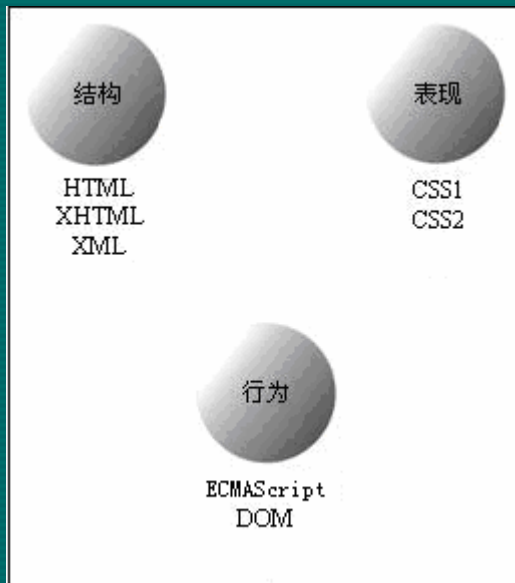 结构
HTML
XHTML
XML
表现
CSS1
CSS2
行为
ECMAScript
DOM